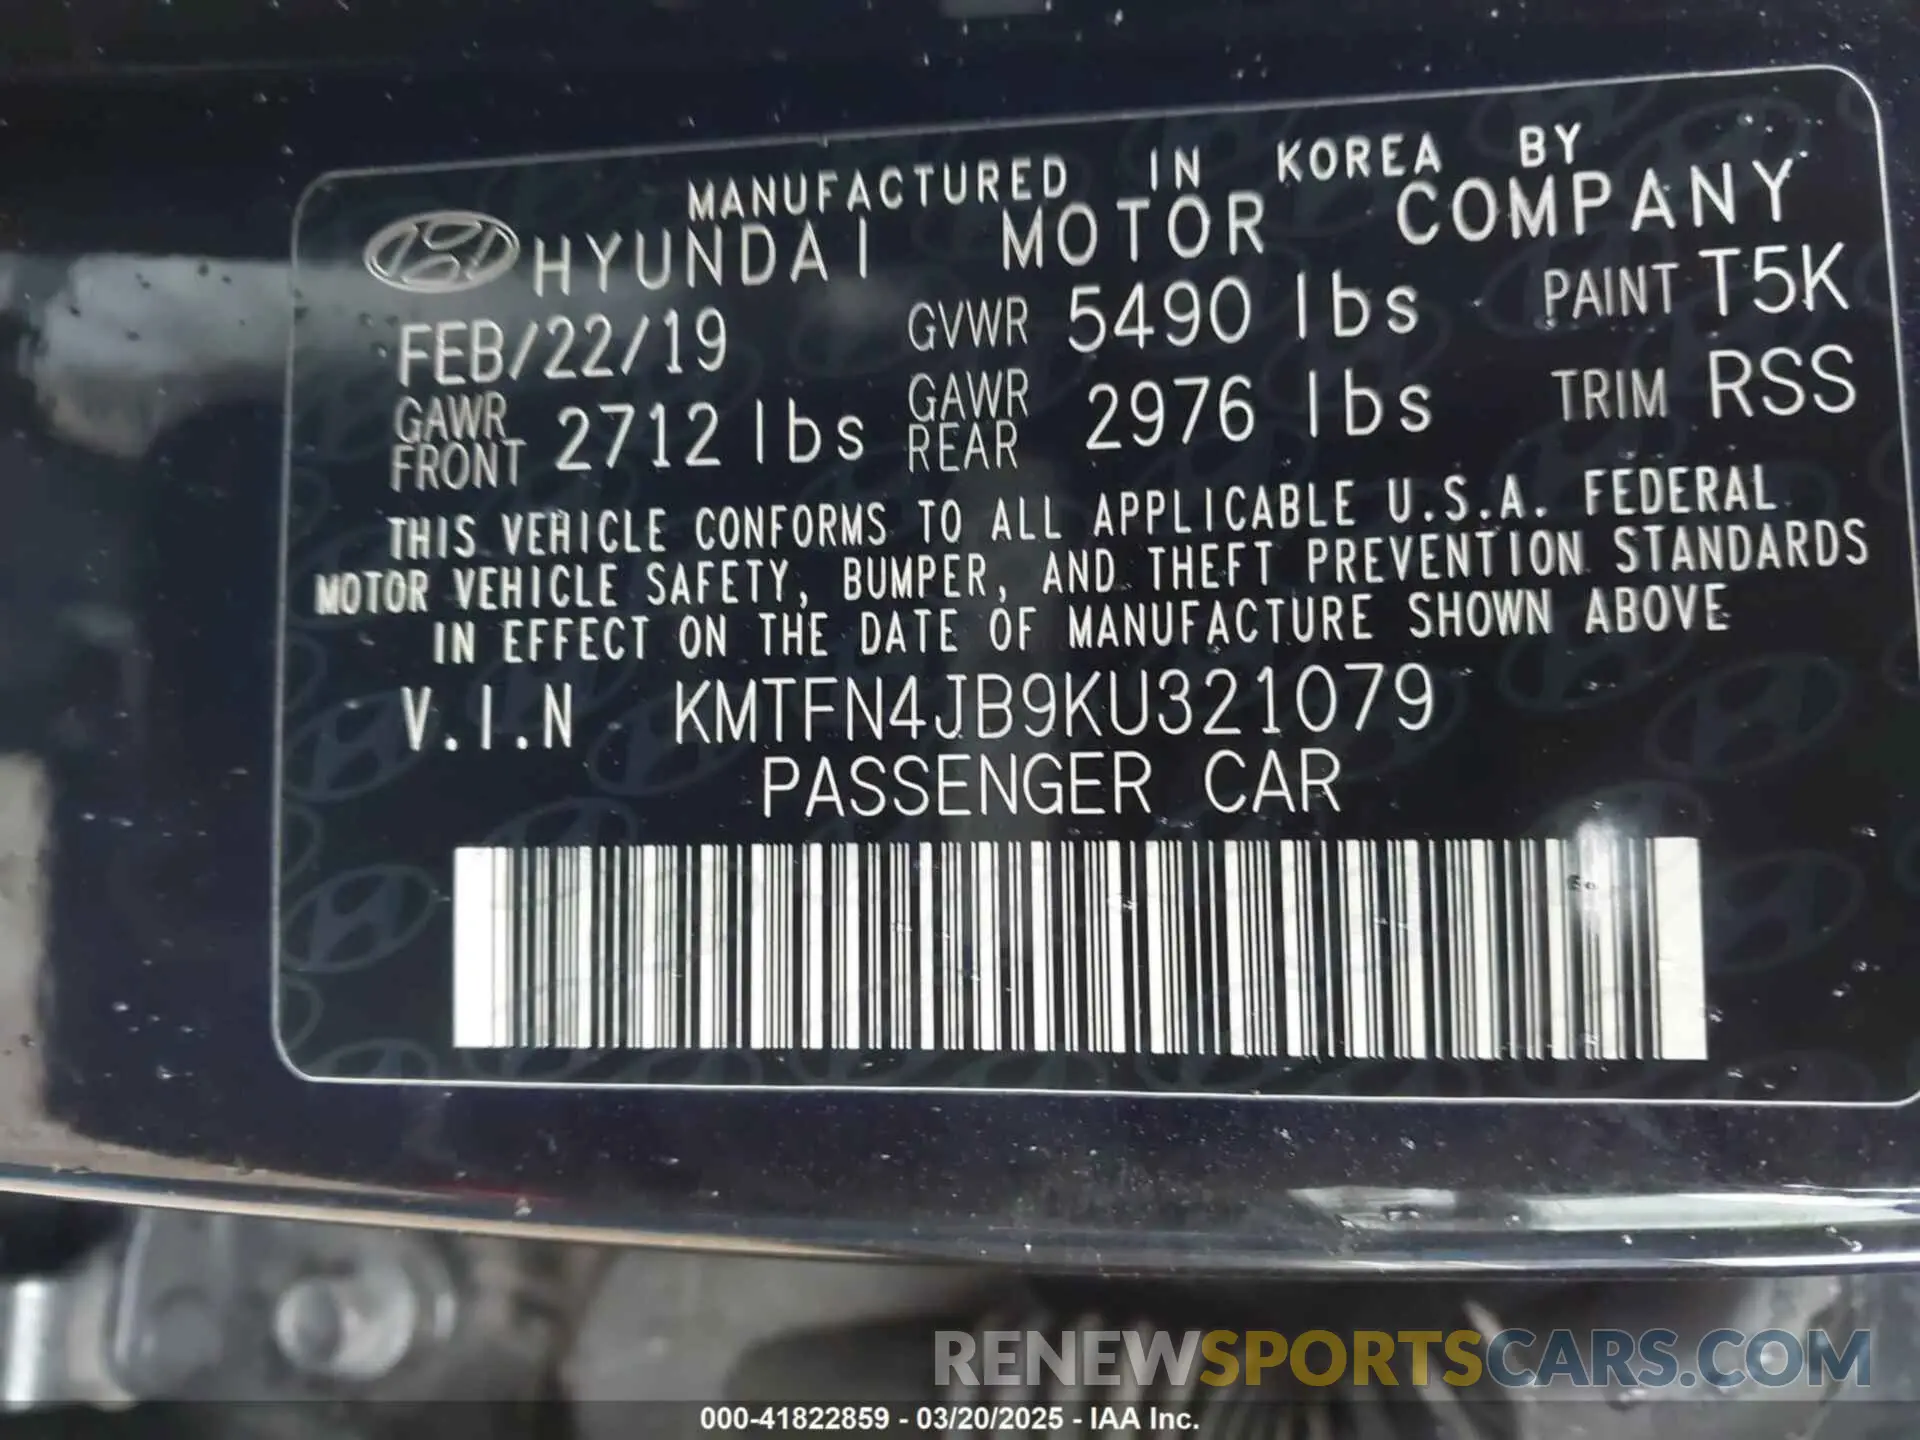 MANUFACTURED IN KOREA BY
HYUNDAI MOTOR COMPANY
FEB/22/19 GVWR 5490 lbs PAINT T5K
GAWR FRONT 2712 lbs GAWR REAR 2976 lbs TRIM RSS
THIS VEHICLE CONFORMS TO ALL APPLICABLE U.S.A. FEDERAL
MOTOR VEHICLE SAFETY, BUMPER, AND THEFT PREVENTION STANDARDS
IN EFFECT ON THE DATE OF MANUFACTURE SHOWN ABOVE
V.I.N KMTFN4JB9KU321079
PASSENGER CAR
RENEWSPORTSCARS.COM
000-41822859 - 03/20/2025 - IAA Inc.